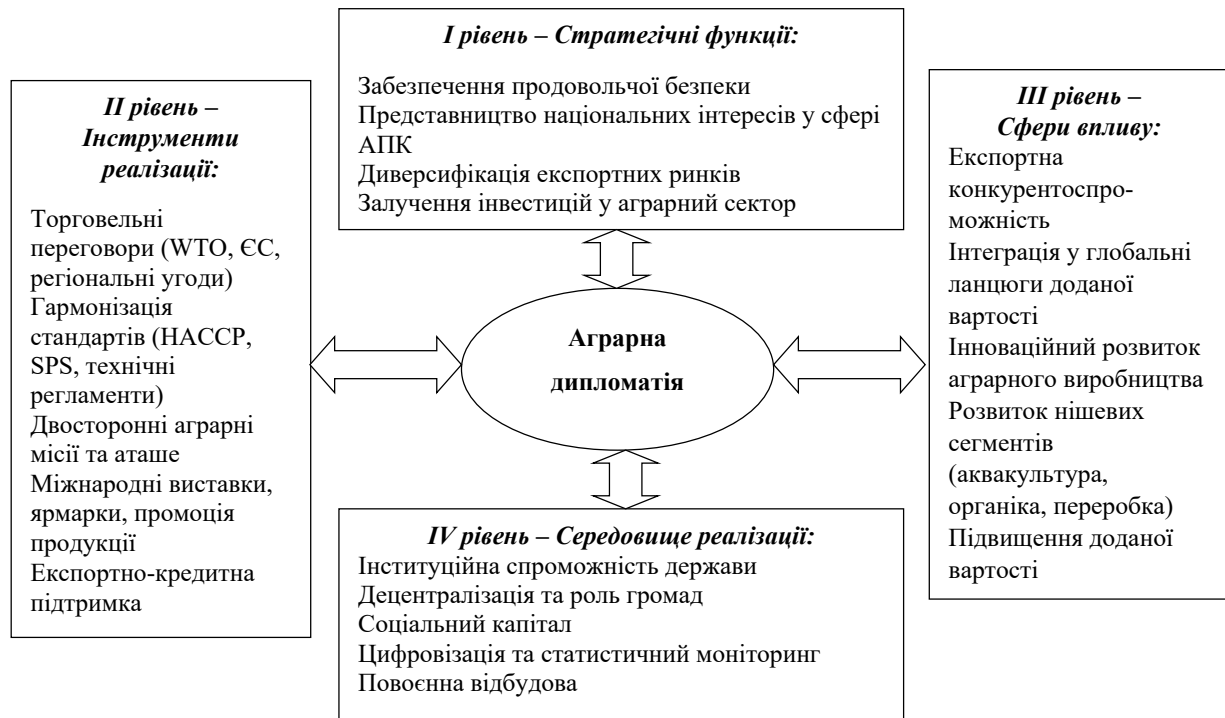 I рівень – Стратегічні функції:
Забезпечення продовольчої безпеки
Представництво національних інтересів у сфері
АПК
Диверсифікація експортних ринків
Залучення інвестицій у аграрний сектор
II рівень –
Інструменти
реалізації:
Торговельні
переговори (WTO, ЄС,
регіональні угоди)
Гармонізація
стандартів (HACCP,
SPS, технічні
регламенти)
Двосторонні аграрні
місії та аташе
Міжнародні виставки,
ярмарки, промоція
продукції
Експортно-кредитна
підтримка
Аграрна
дипломатія
III рівень –
Сфери впливу:
Експортна
конкурентоспро-
можність
Інтеграція у глобальні
ланцюги доданої
вартості
Інноваційний розвиток
аграрного виробництва
Розвиток нішевих
сегментів
(аквакультура,
органіка, переробка)
Підвищення доданої
вартості
IV рівень – Середовище реалізації:
Інституційна спроможність держави
Децентралізація та роль громад
Соціальний капітал
Цифровізація та статистичний моніторинг
Повоєнна відбудова